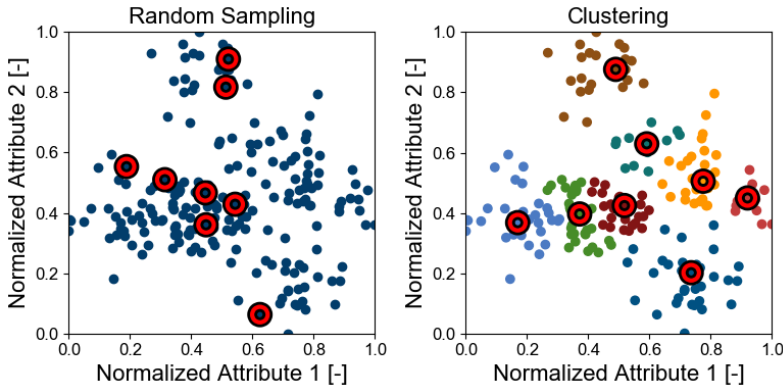 Random Sampling
Normalized Attribute 2 [-]
1.0
0.8
0.6
0.4
0.2
0.0
0.0 0.2 0.4 0.6 0.8 1.0
Normalized Attribute 1 [-]
Clustering
Normalized Attribute 2 [-]
1.0
0.8
0.6
0.4
0.2
0.0
0.0 0.2 0.4 0.6 0.8 1.0
Normalized Attribute 1 [-]